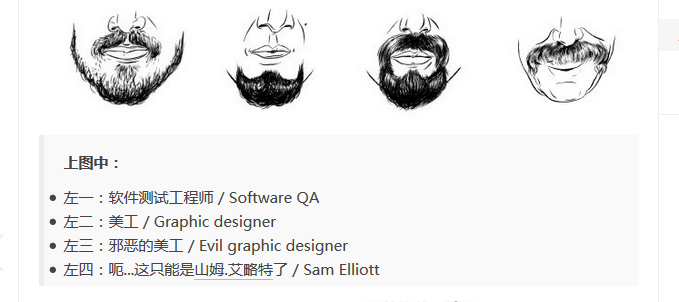 上图中：
左一：软件测试工程师 / Software QA
左二：美工 / Graphic designer
左三：邪恶的美工 / Evil graphic designer
左四：呃...这只能是山姆.艾略特了 / Sam Elliott